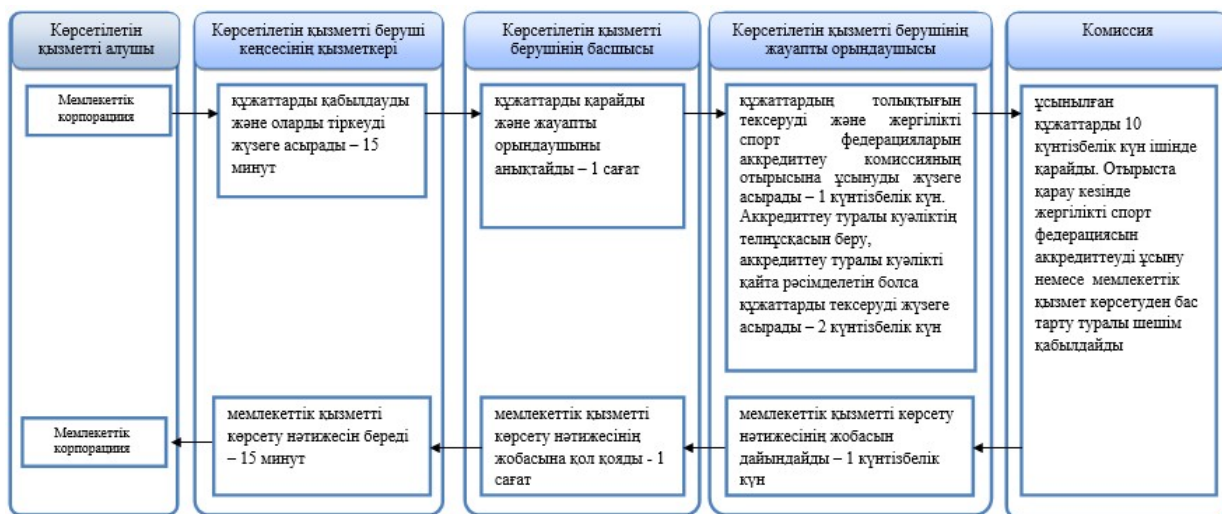 Көрсетілетін
қызметті алушы
Көрсетілетін қызметті беруші
кеңсесінің қызметкері
Көрсетілетін қызметті
берушінің басшысы
Көрсетілетін қызметті берушінің
жауапты орындаушысы
Комиссия
Мемлекеттік
корпорациия
құжаттарды қабылдауды
және оларды тіркеуді
жүзеге асырады – 15
минут
құжаттарды қарайды
және жауапты
орындаушыны
анықтайды – 1 сағат
құжаттардың толықтығын
тексеруді және жергілікті
спорт федерацияларын
аккредиттеу комиссияның
отырысына ұсынуды жүзеге
асырады – 1 күнтізбелік күн.
Аккредиттеу туралы куәліктің
телнұсқасын беру,
аккредиттеу туралы куәлікті
қайта рәсімделетін болса
құжаттарды тексеруді жүзеге
асырады – 2 күнтізбелік күн
ұсынылған
құжаттарды 10
күнтізбелік күн ішінде
қарайды. Отырыста
қарау кезінде
жергілікті спорт
федерациясын
аккредиттеуді ұсыну
немесе мемлекеттік
қызмет көрсетуден бас
тарту туралы шешім
қабылдайды
Мемлекеттік
корпорациия
мемлекеттік қызметті
көрсету нәтижесін береді
– 15 минут
мемлекеттік қызметті
көрсету нәтижесінің
жобасына қол қояды - 1
сағат
мемлекеттік қызметті көрсету
нәтижесінің жобасын
дайындайды – 1 күнтізбелік
күн